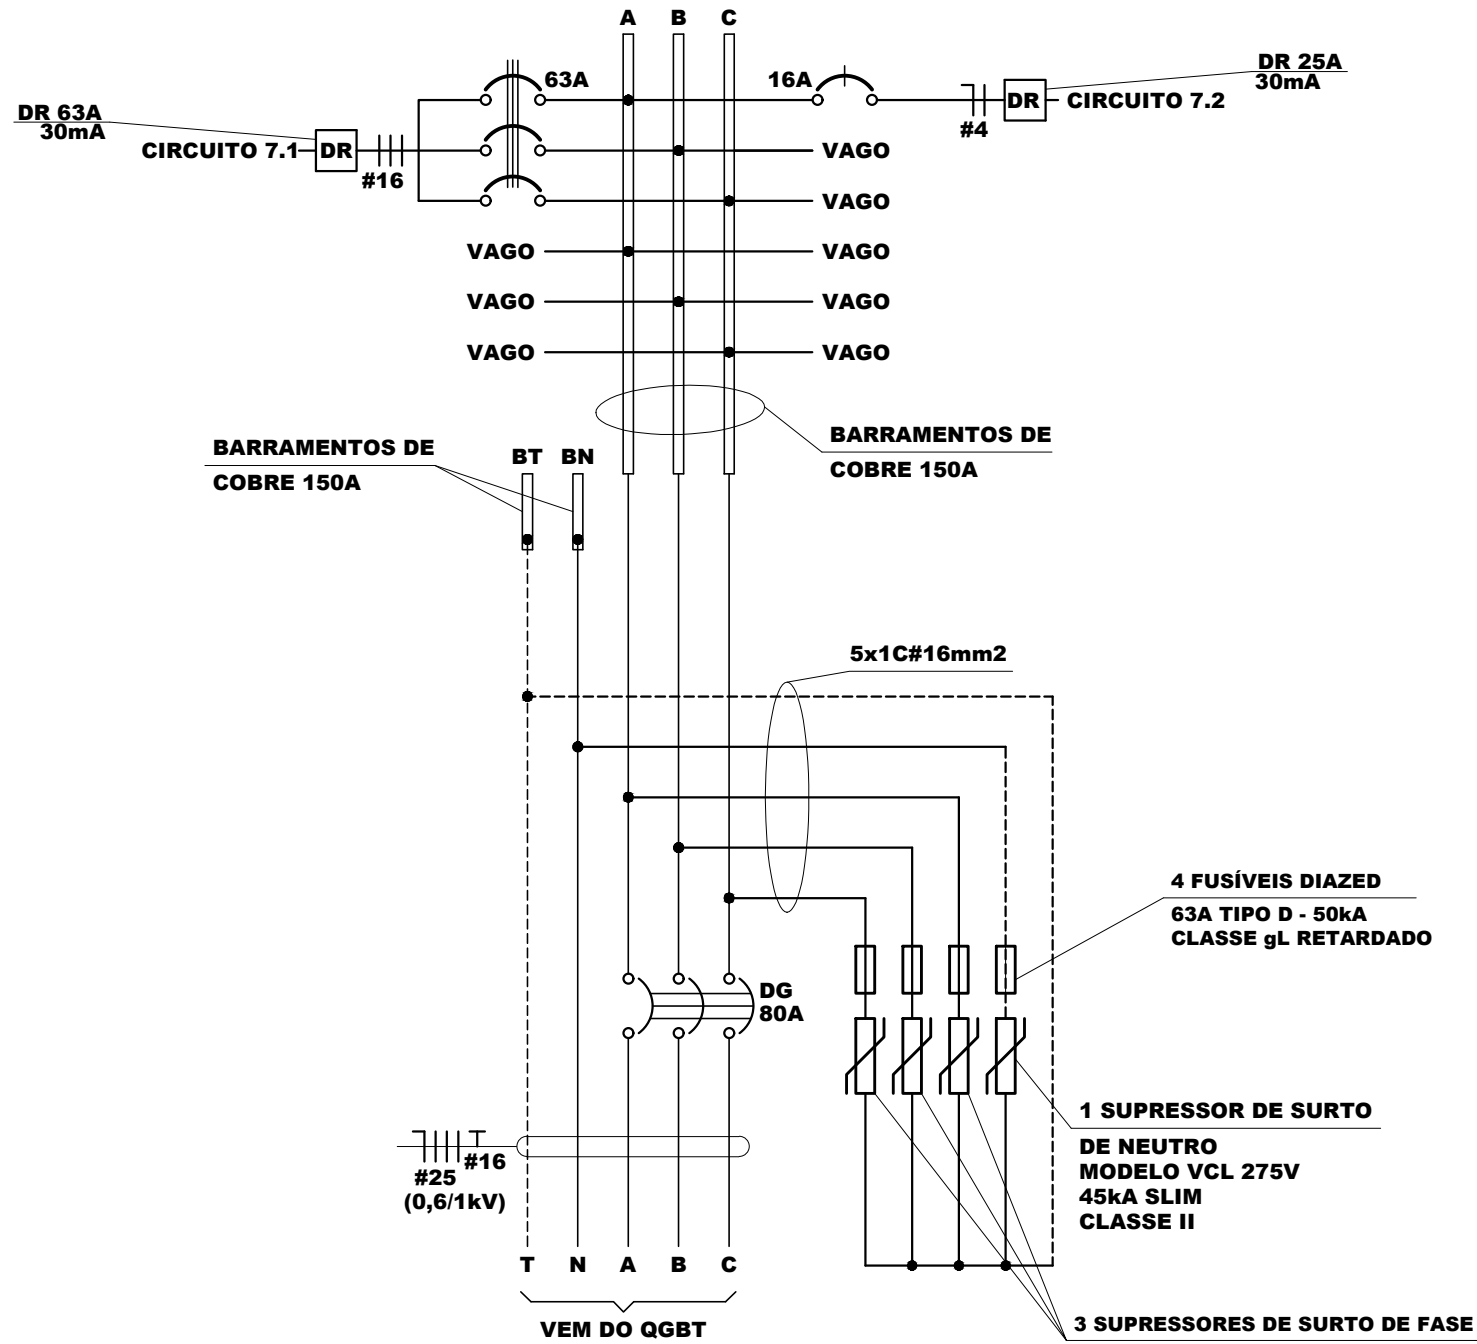 A B C
63A
16A
DR 25A
30mA
DR 63A
30mA
DR
CIRCUITO 7.2
#4
CIRCUITO 7.1
DR
#16
VAGO
VAGO
VAGO
VAGO
VAGO
VAGO
VAGO
VAGO
BARRAMENTOS DE
COBRE 150A
BARRAMENTOS DE
COBRE 150A
BT BN
5x1C#16mm2
4 FUSÍVEIS DIAZED
63A TIPO D - 50kA
CLASSE gL RETARDADO
DG
80A
1 SUPRESSOR DE SURTO
DE NEUTRO
MODELO VCL 275V
45kA SLIM
CLASSE II
#16
#25
(0,6/1kV)
T N A B C
VEM DO QGBT
3 SUPRESSORES DE SURTO DE FASE